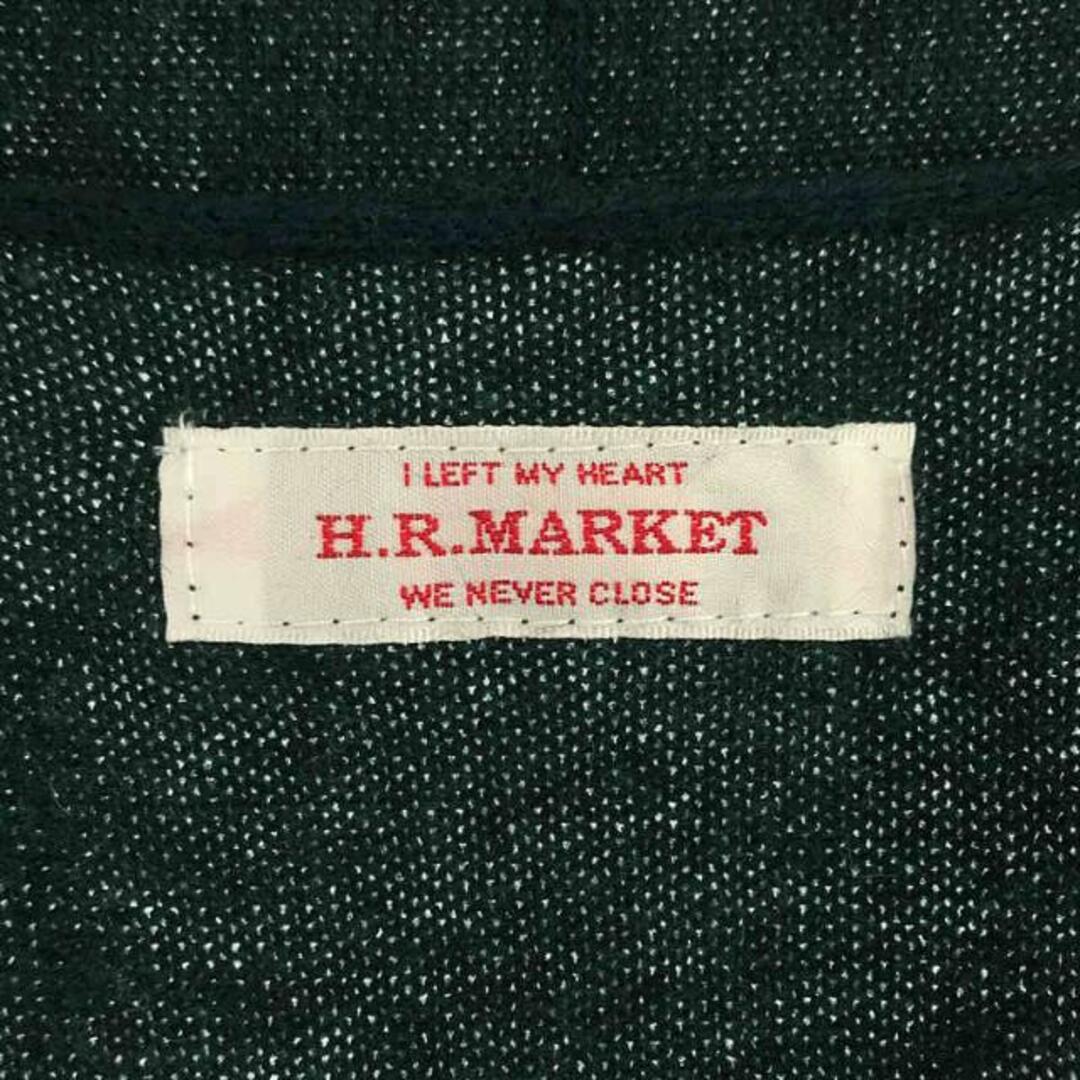 I LEFT MY HEART
H.R.MARKET
WE NEVER CLOSE